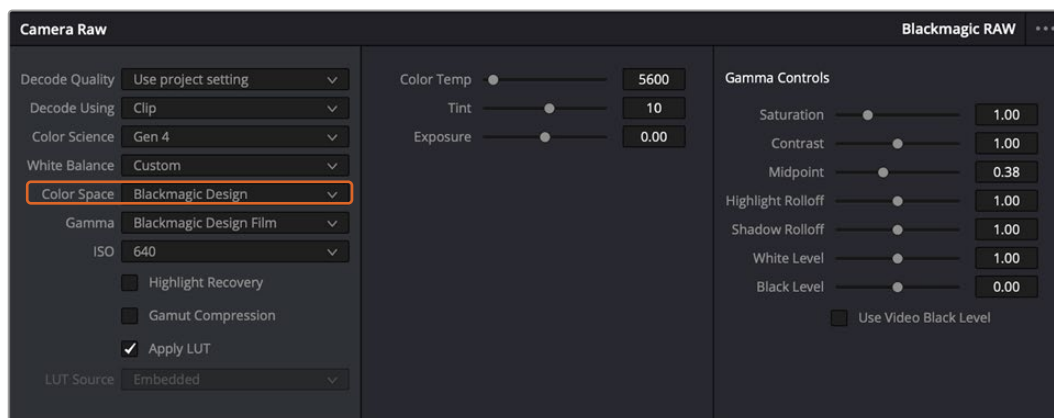 Camera Raw
Blackmagic RAW
Decode Quality Use project setting
Decode Using Clip
Color Science Gen 4
White Balance Custom
Color Space Blackmagic Design
Gamma Blackmagic Design Film
ISO 640
Highlight Recovery
Gamut Compression
Apply LUT
LUT Source Embedded
Color Temp 5600
Tint 10
Exposure 0.00
Gamma Controls
Saturation 1.00
Contrast 1.00
Midpoint 0.38
Highlight Rolloff 1.00
Shadow Rolloff 1.00
White Level 1.00
Black Level 0.00
Use Video Black Level